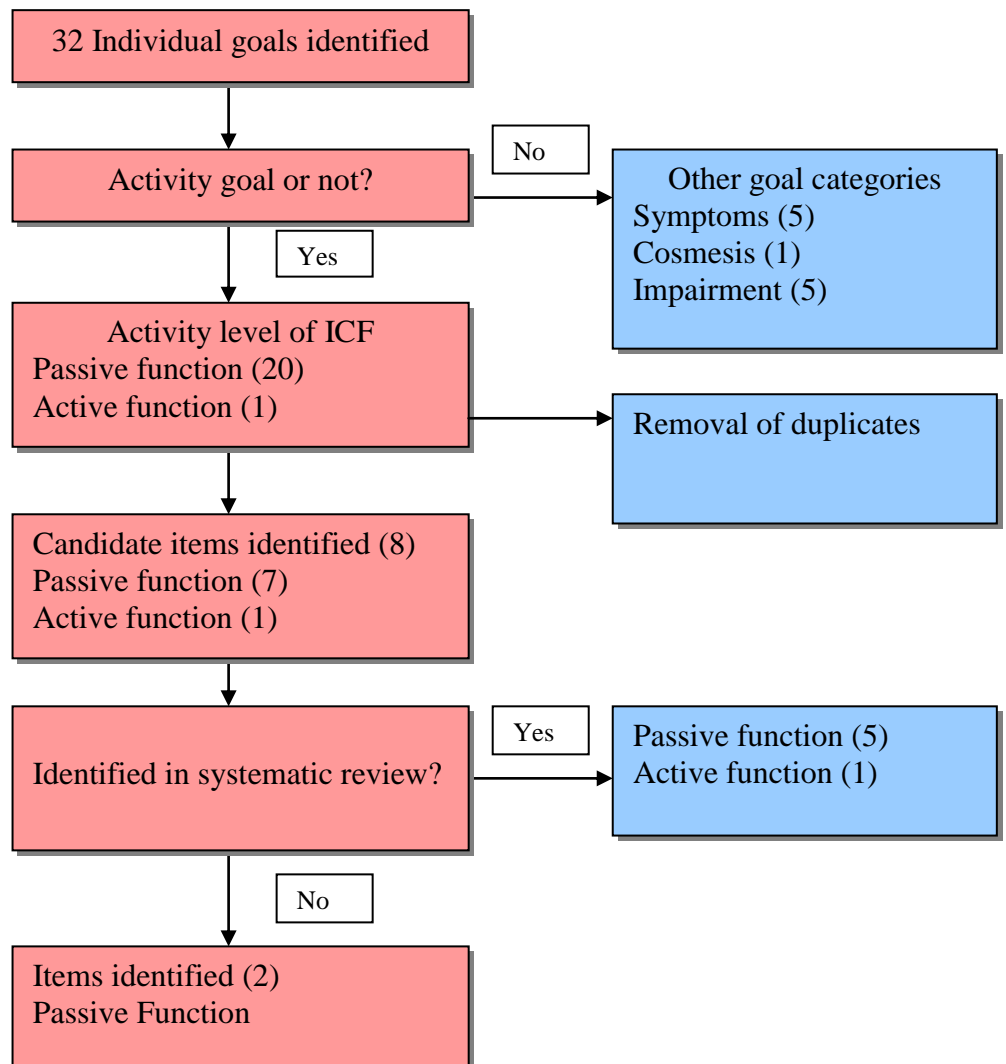 32 Individual goals identified
Activity goal or not?
No
Other goal categories
Symptoms (5)
Cosmesis (1)
Impairment (5)
Yes
Activity level of ICF
Passive function (20)
Active function (1)
Removal of duplicates
Candidate items identified (8)
Passive function (7)
Active function (1)
Identified in systematic review?
Yes
Passive function (5)
Active function (1)
No
Items identified (2)
Passive Function